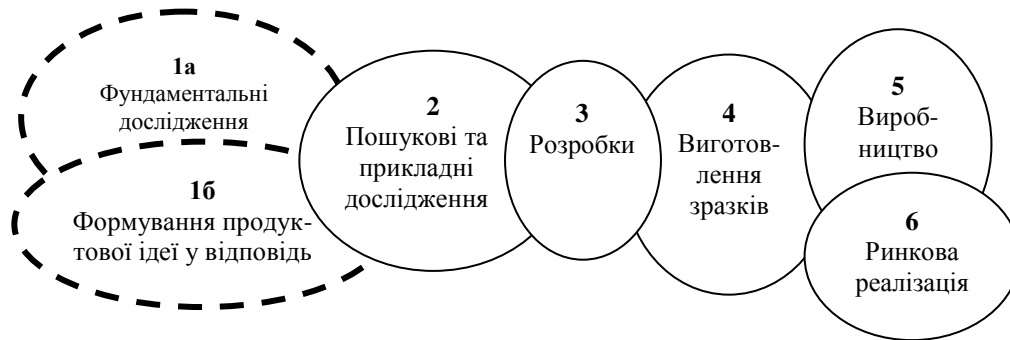 1а
Фундаментальні
дослідження
1б
Формування продук-
тової ідеї у відповідь
2
Пошукові та
прикладні
дослідження
3
Розробки
4
Виготов-
лення
зразків
5
Вироб-
ництво
6
Ринкова
реалізація